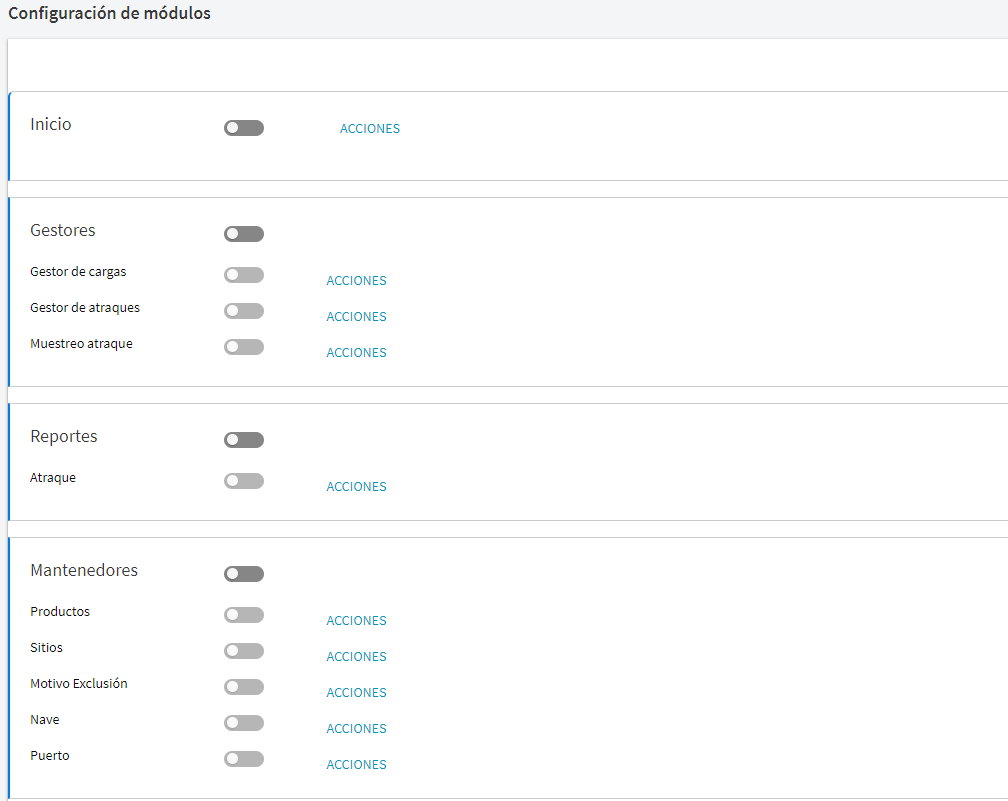 Configuración de módulos
Inicio
ACCIONES
Gestores
Gestor de cargas
ACCIONES
Gestor de atraques
ACCIONES
Muestreo atraque
ACCIONES
Reportes
Atraque
ACCIONES
Mantenedores
Productos
ACCIONES
Sitios
ACCIONES
Motivo Exclusión
ACCIONES
Nave
ACCIONES
Puerto
ACCIONES